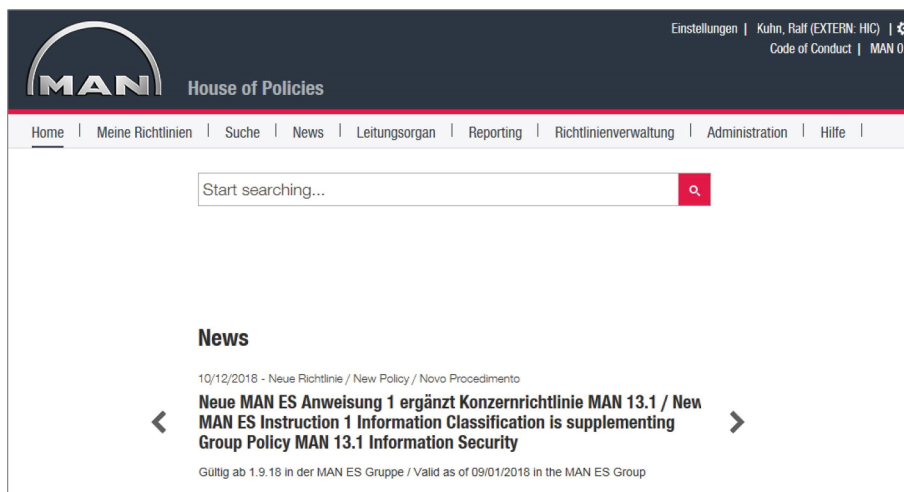 Einstellungen | Kuhn, Ralf (EXTERN: HIC) |
Code of Conduct | MAN 0
MAN
House of Policies
Home | Meine Richtlinien | Suche | News | Leitungsorgan | Reporting | Richtlinienverwaltung | Administration | Hilfe |
Start searching...
News
10/12/2018 - Neue Richtlinie / New Policy / Novo Procedimento
Neue MAN ES Anweisung 1 ergänzt Konzernrichtlinie MAN 13.1 / New
MAN ES Instruction 1 Information Classification is supplementing
Group Policy MAN 13.1 Information Security
Gültig ab 1.9.18 in der MAN ES Gruppe / Valid as of 09/01/2018 in the MAN ES Group